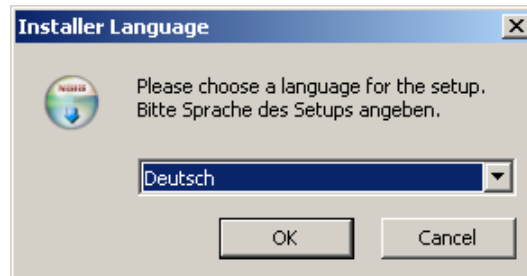 Installer Language
Please choose a language for the setup.
Bitte Sprache des Setups angeben.
Deutsch
OK
Cancel